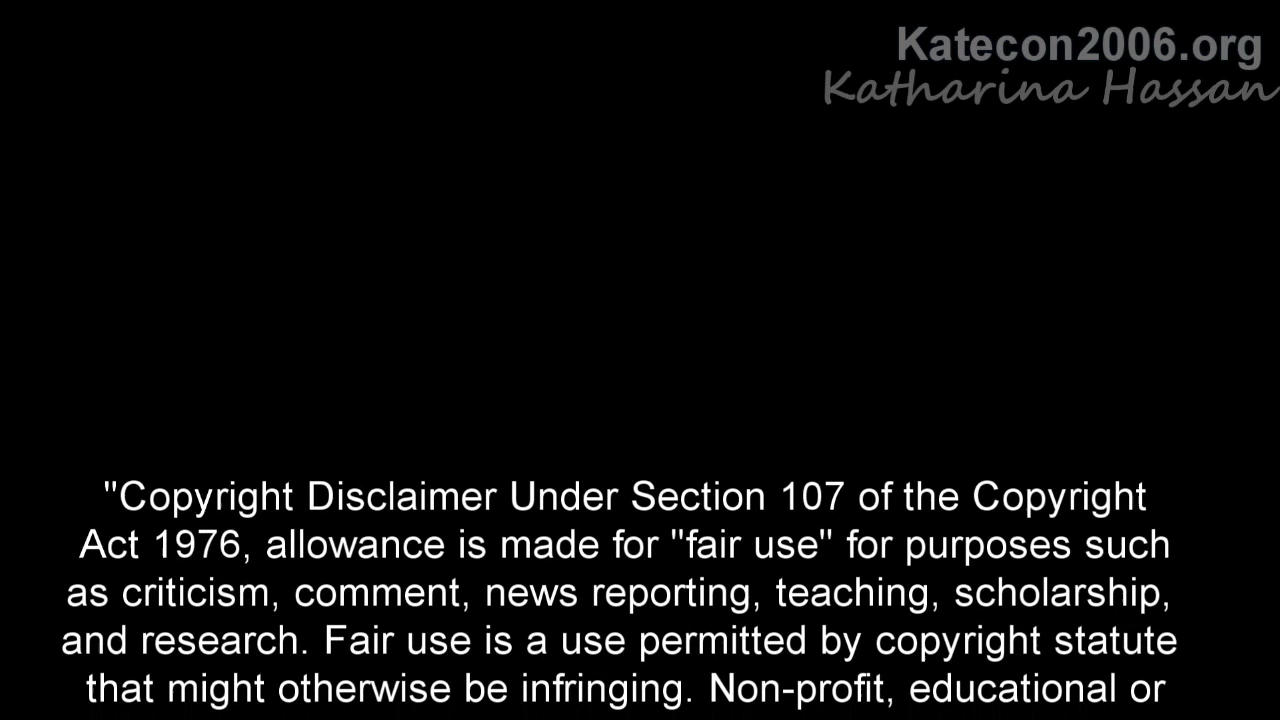 Katecon2006.org
Katharina Hassan
"Copyright Disclaimer Under Section 107 of the Copyright
Act 1976, allowance is made for "fair use" for purposes such
as criticism, comment, news reporting, teaching, scholarship,
and research. Fair use is a use permitted by copyright statute
that might otherwise be infringing. Non-profit, educational or